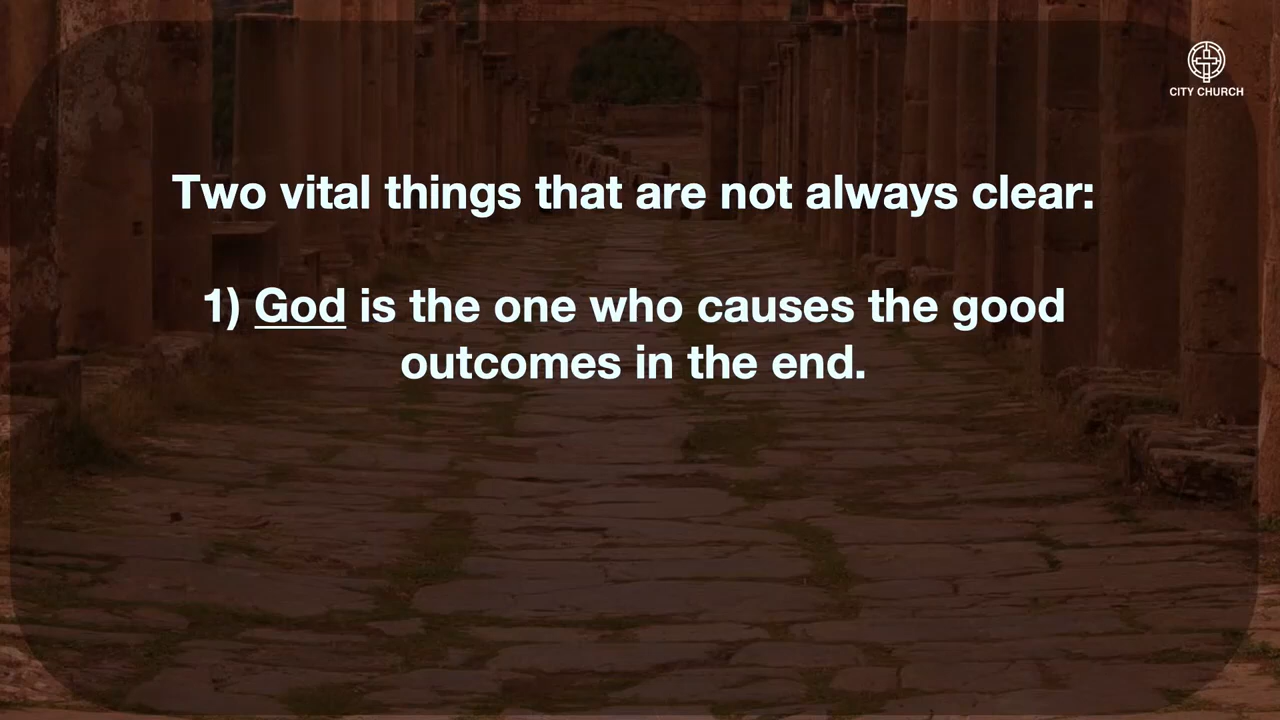 CITY CHURCH
Two vital things that are not always clear:
1) God is the one who causes the good
outcomes in the end.